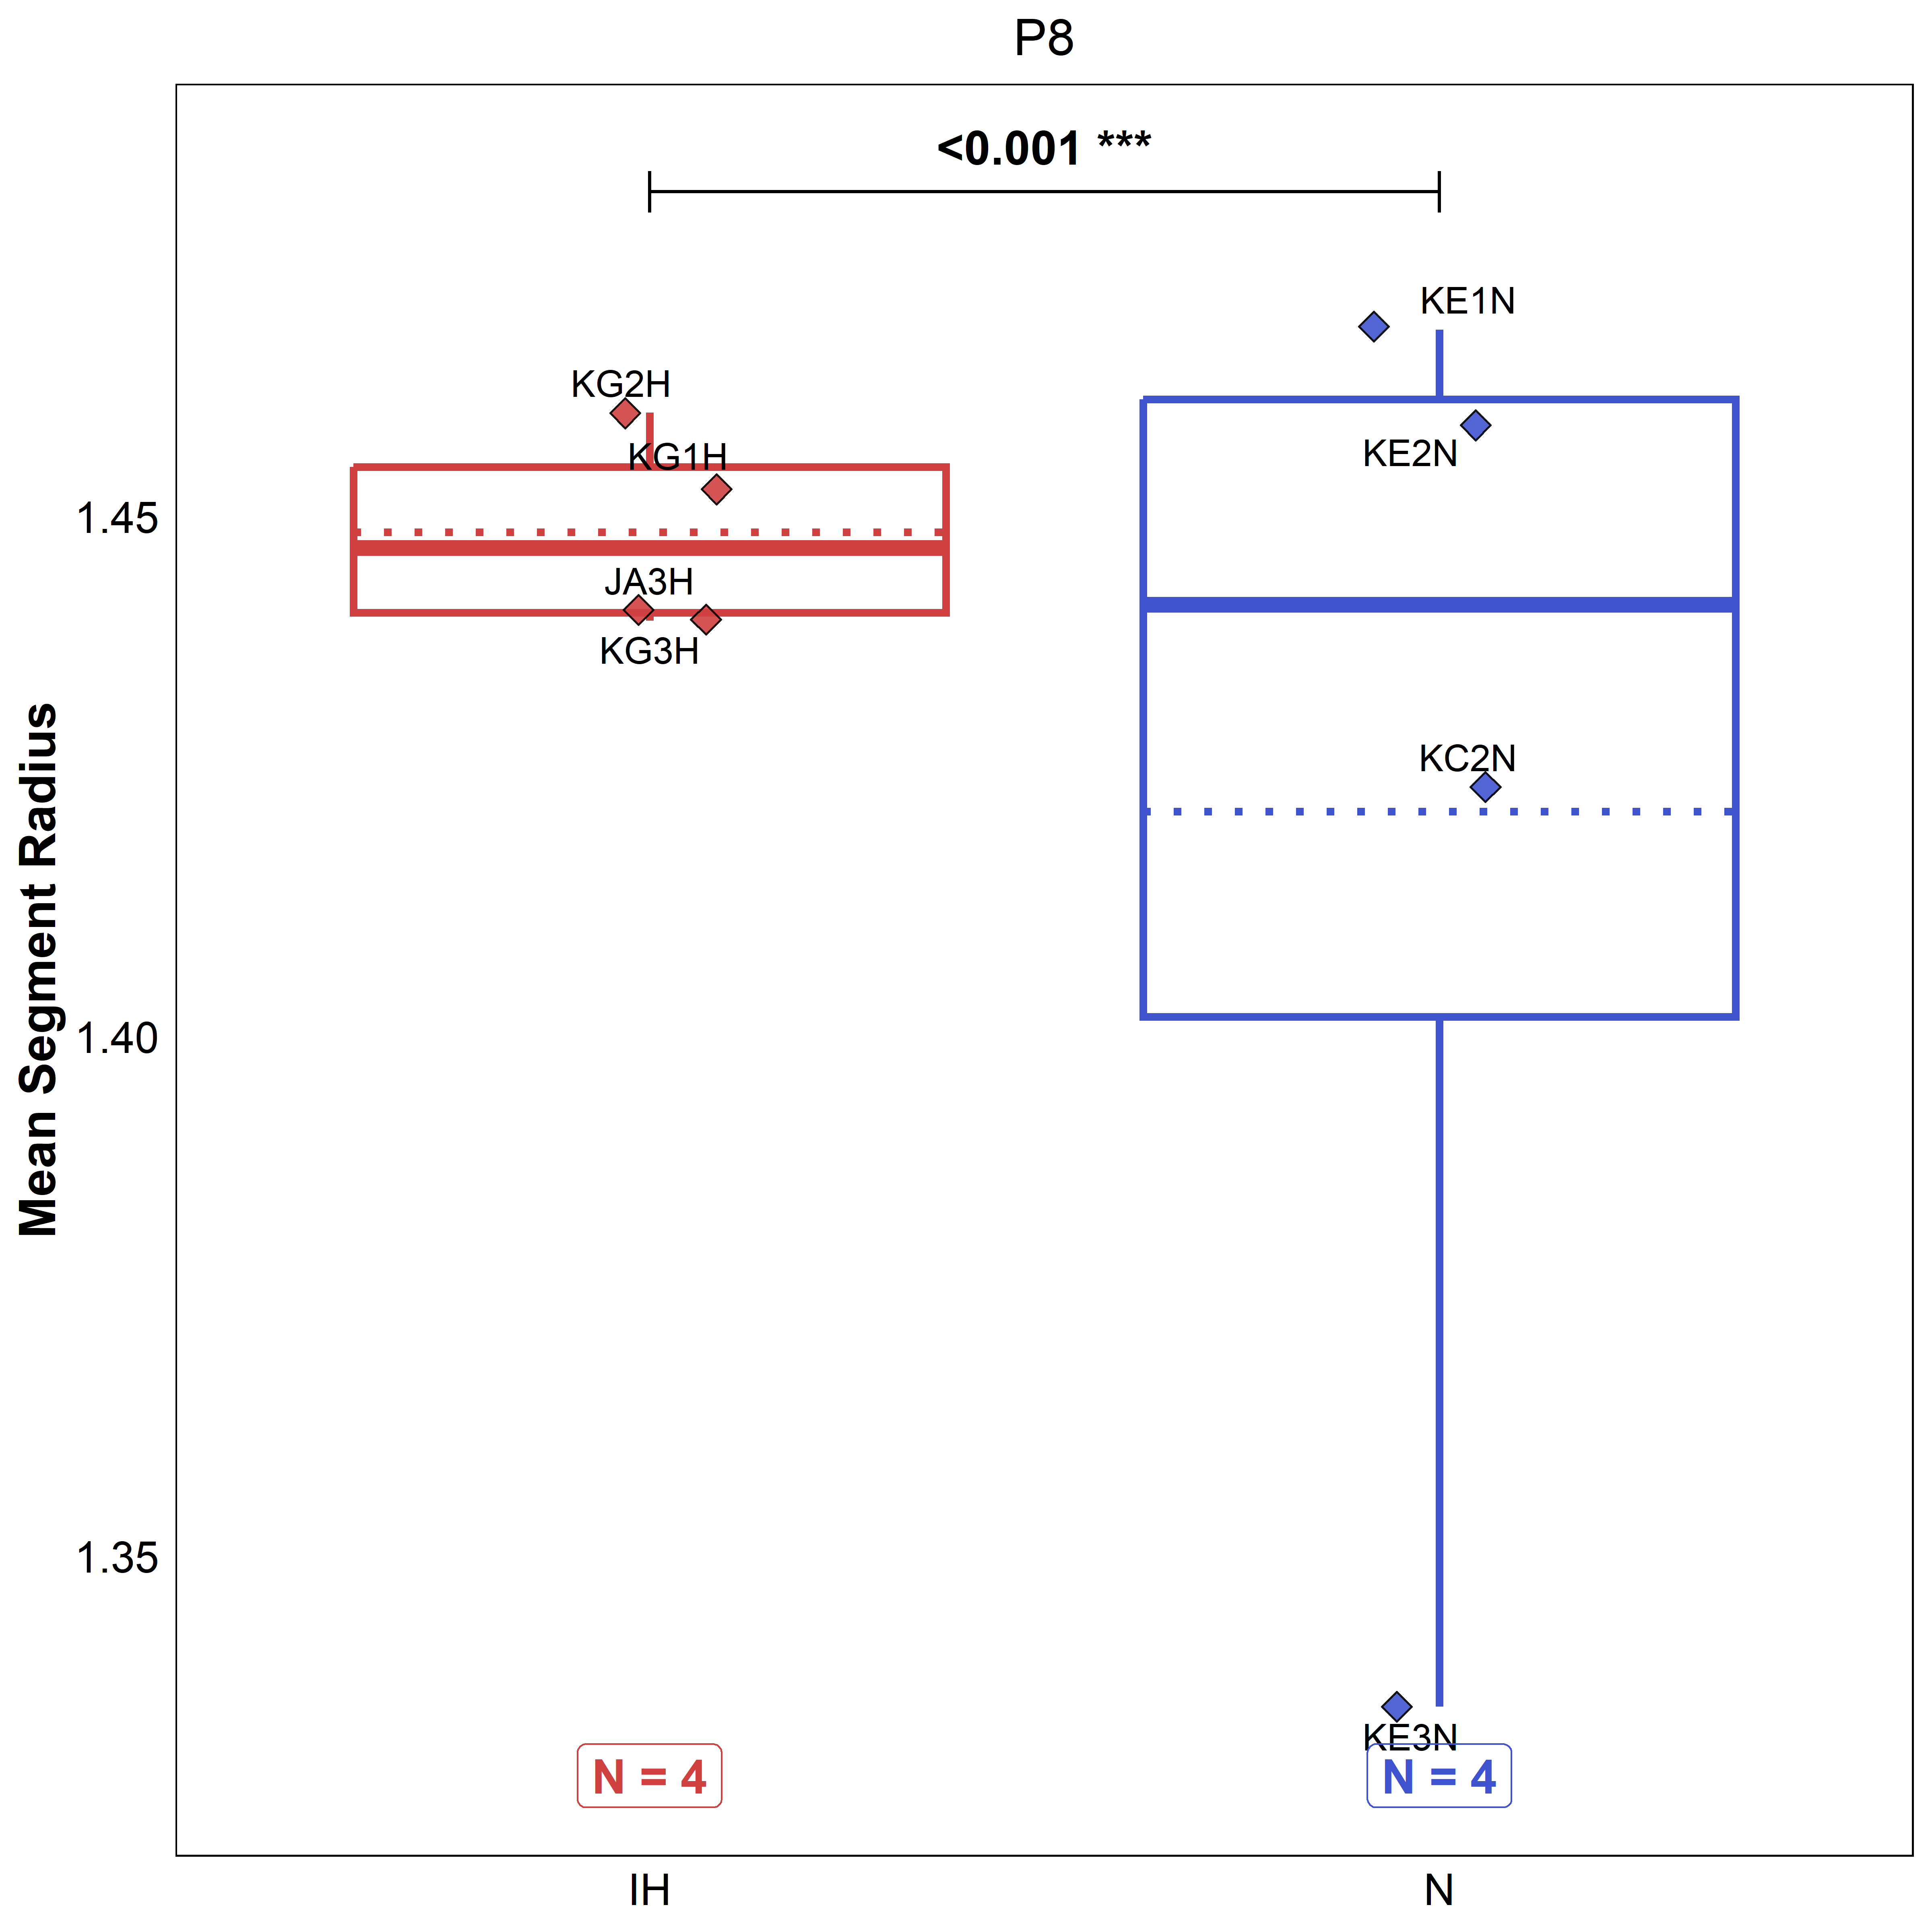 P8
<0.001 ***
KE1N
KG2H
KE2N
KG1H
1.45
JA3H
KG3H
Mean Segment Radius
KC2N
1.40
1.35
KE3N
N = 4
N = 4
IH
N